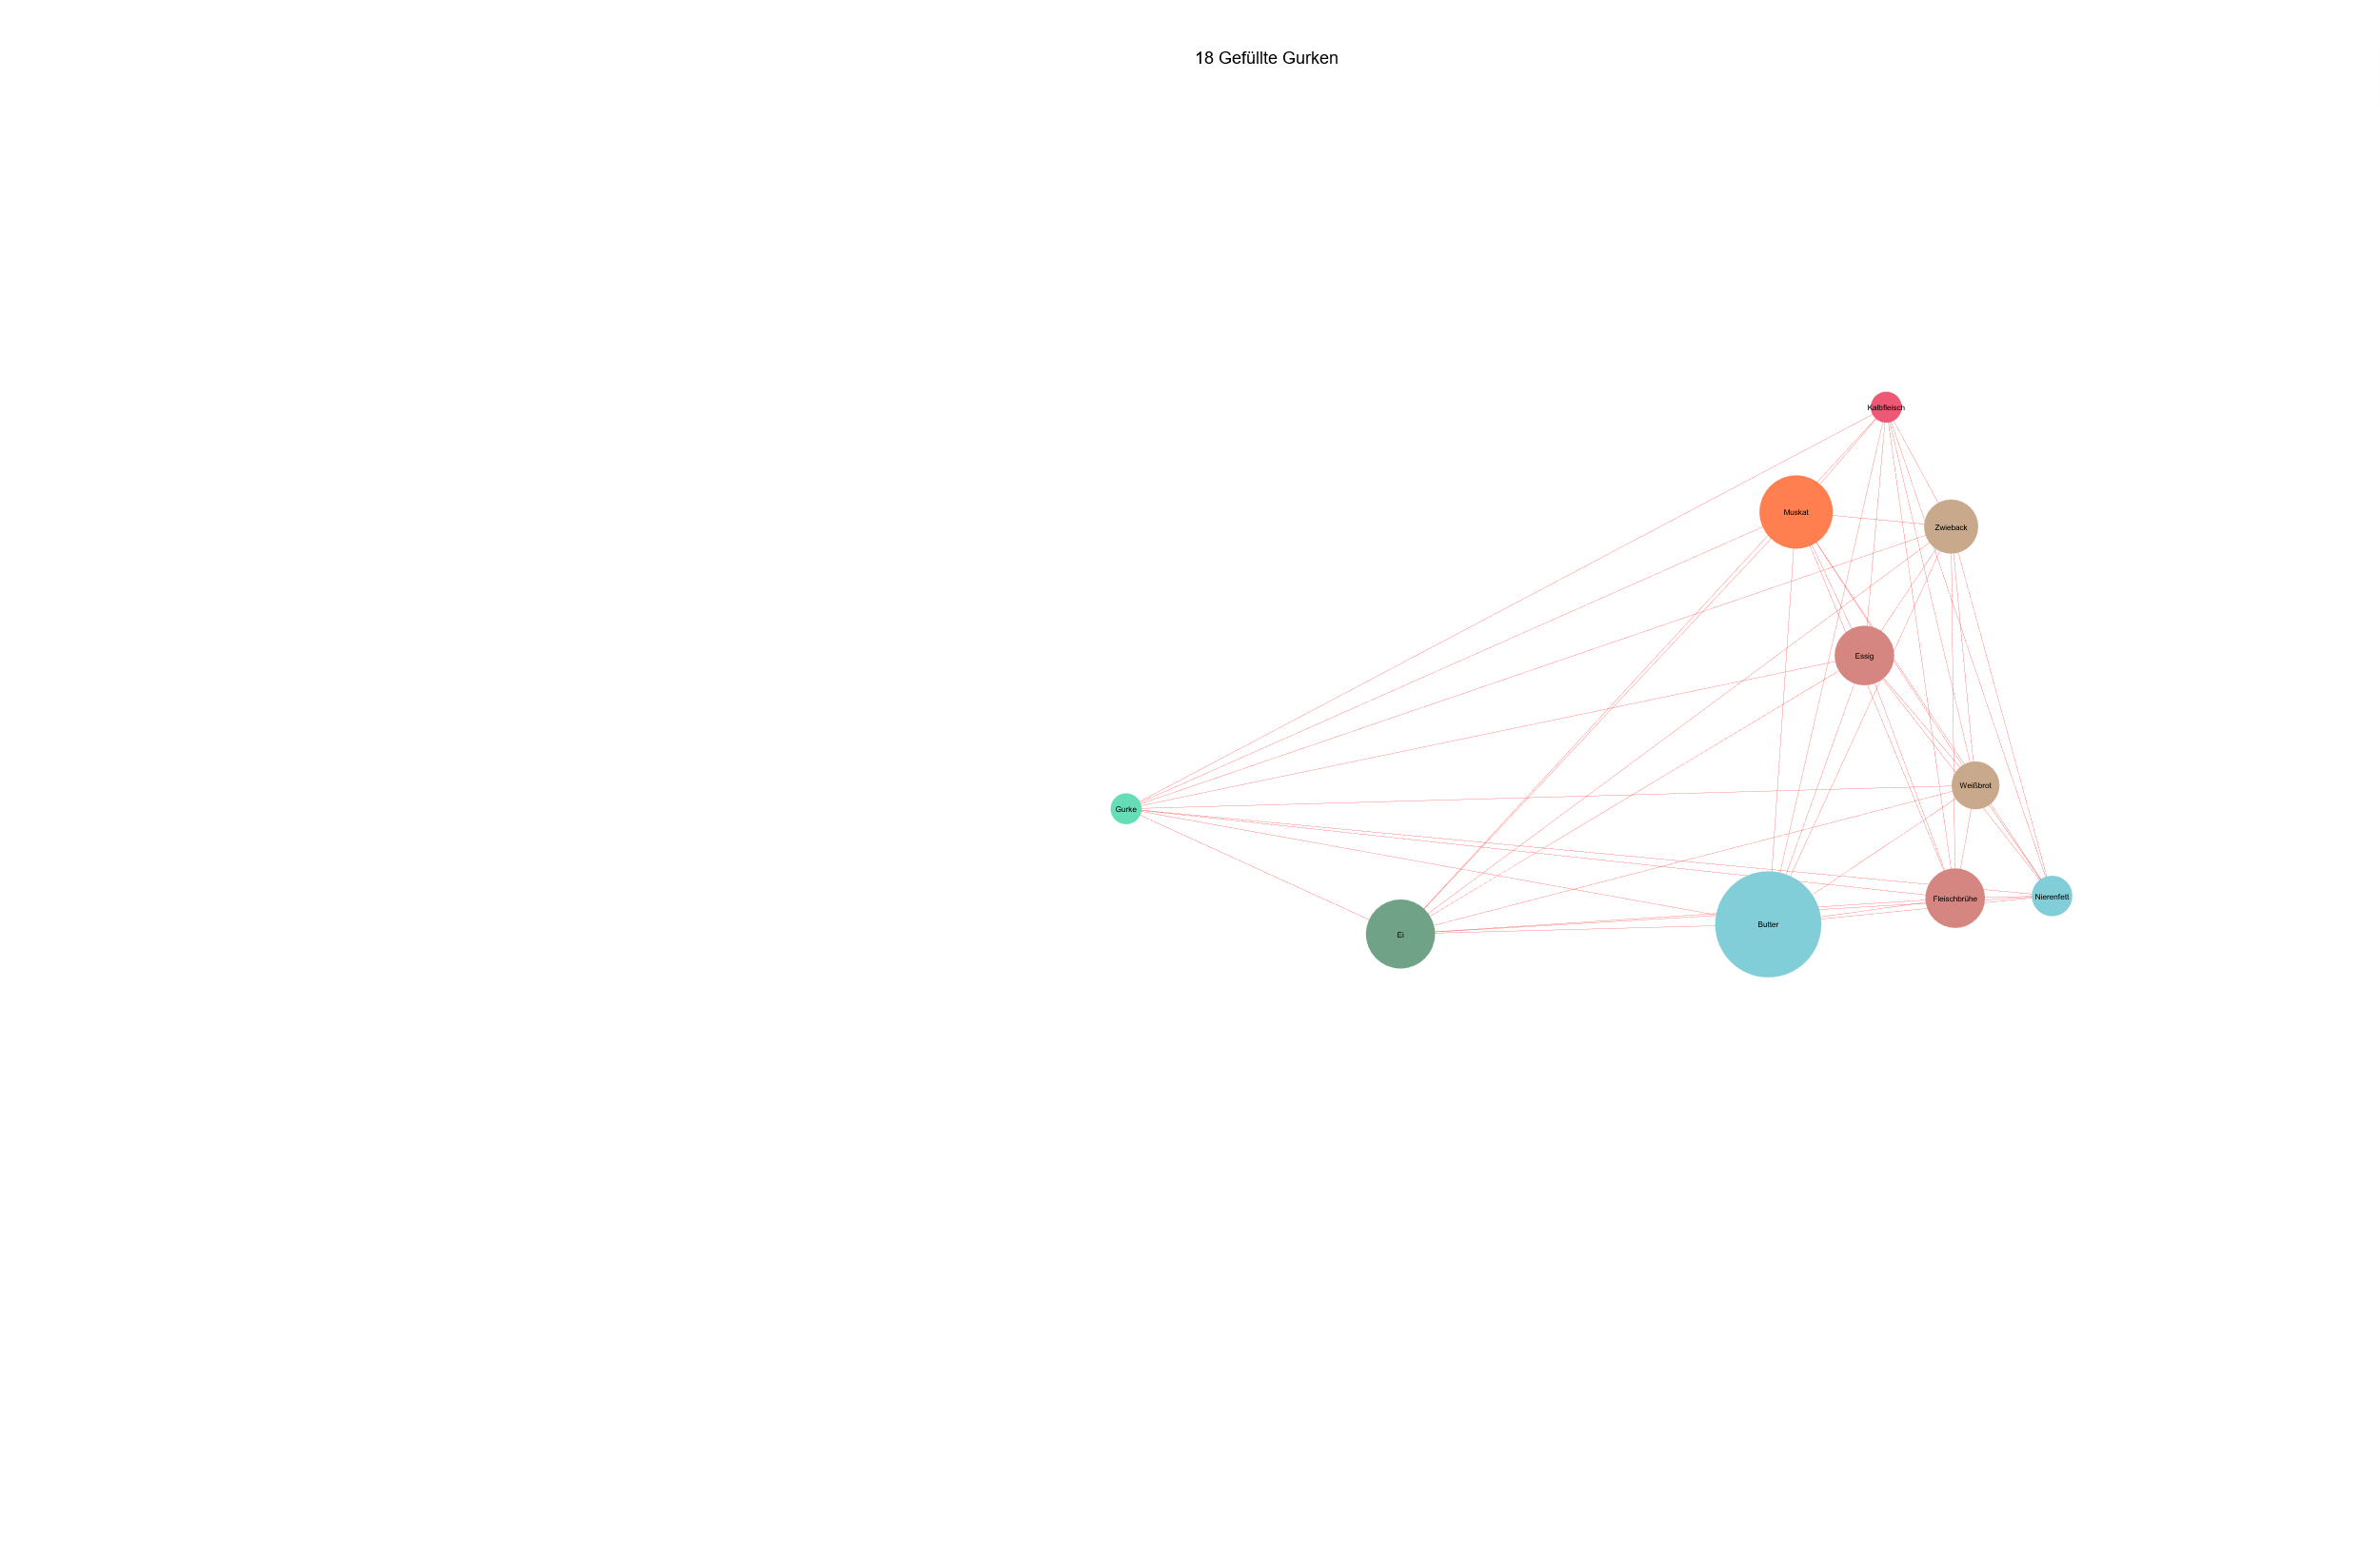 18 Gefüllte Gurken
Kalbfleisch
Muskat
Zwieback
Essig
Weißbrot
Gurke
Nierenfett
Fleischbrühe
Butter
Ei